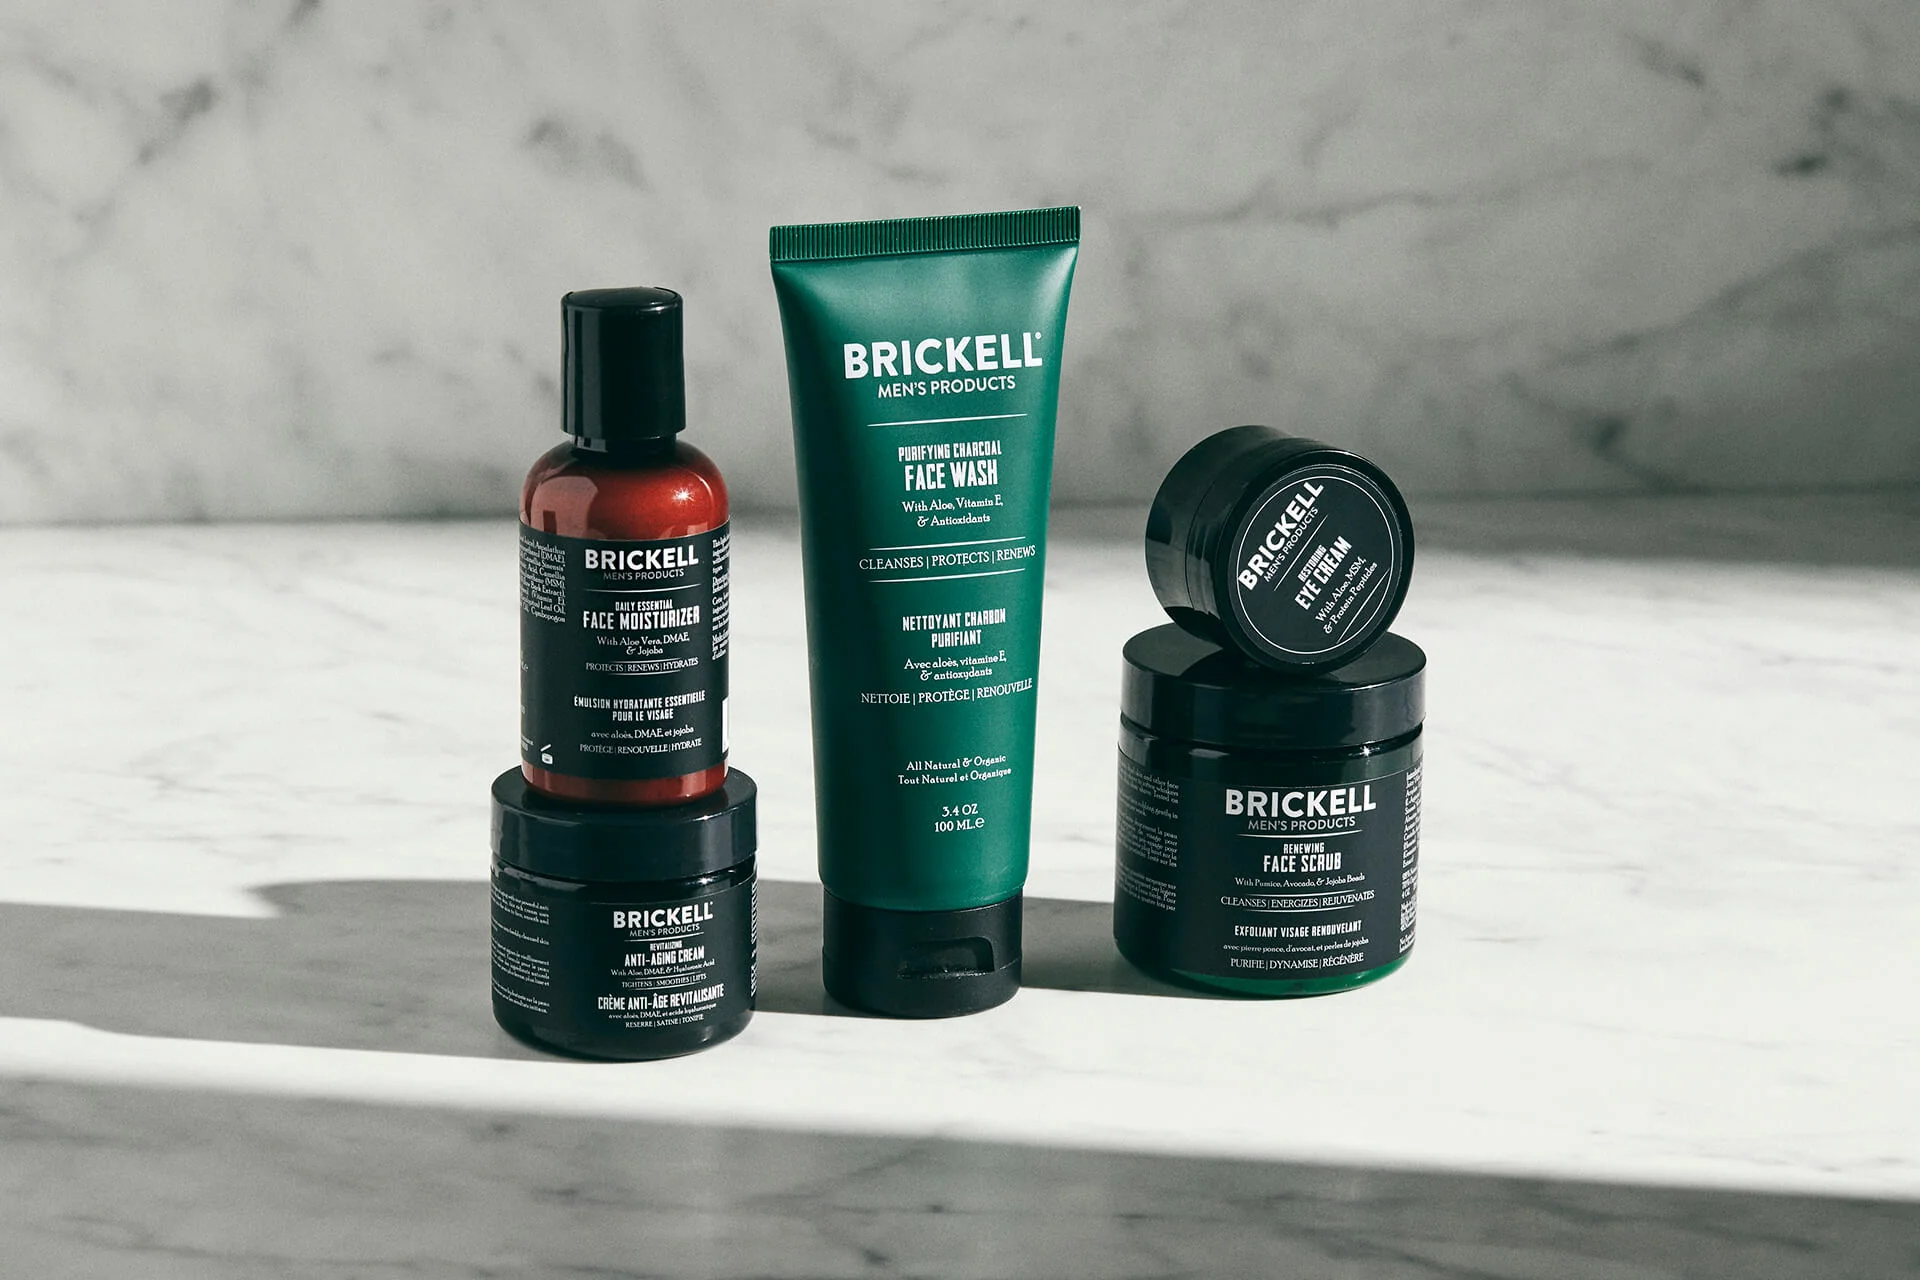 BRICKELL
MEN'S PRODUCTS
DAILY ESSENTIAL
FACE MOISTURIZER
With Aloe Vera, DMAE,
& Jojoba
PROTECTS | RENEWS | HYDRATES
ÉMULSION HYDRATANTE ESSENTIELLE
POUR LE VISAGE
avec aloès, DMAE, et jojoba
PROTÈGE | RENOUVELLE | HYDRATE
BRICKELL®
MEN'S PRODUCTS
REVITALIZING
ANTI-AGING CREAM
With Aloe, DMAE, & Hyaluronic Acid
TIGHTENS | SMOOTHES | LIFTS
CRÈME ANTI-ÂGE REVITALISANTE
avec aloès, DMAE, et acide hyaluronique
RESERRE | SATINE | TONIFIE
BRICKELL®
MEN'S PRODUCTS
PURIFYING CHARCOAL
FACE WASH
With Aloe, Vitamin E,
& Antioxidants
CLEANSES | PROTECTS | RENEWS
NETTOYANT CHARBON
PURIFIANT
Avec aloès, vitamine E,
& antioxydants
NETTOIE | PROTÈGE | RENOUVELLE
All Natural & Organic
Tout Naturel et Organique
3.4 OZ
100 ML ℮
BRICKELL
MEN'S PRODUCTS
RESTORING
EYE CREAM
With Aloe, MSM,
& Protein Peptides
BRICKELL
MEN'S PRODUCTS
RENEWING
FACE SCRUB
With Pumice, Avocado, & Jojoba Beads
CLEANSES | ENERGIZES | REJUVENATES
EXFOLIANT VISAGE RENOUVELANT
avec pierre ponce, d'avocat, et perles de jojoba
PURIFIE | DYNAMISE | RÉGÉNÈRE